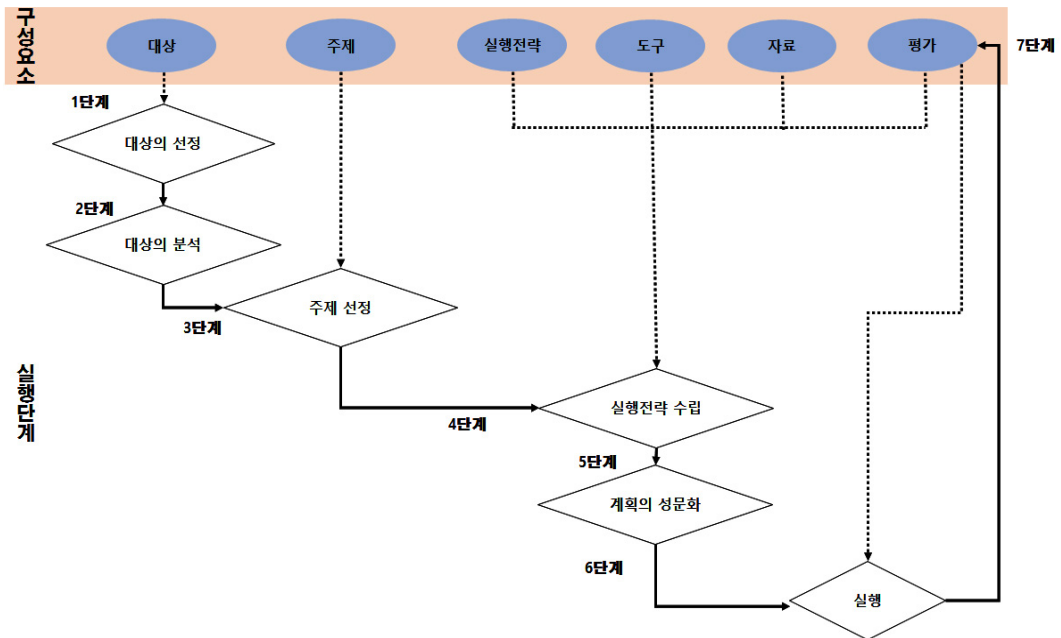 구성요소
대상
주제
실행전략
도구
자료
평가
7단계
1단계
대상의 선정
2단계
대상의 분석
주제 선정
3단계
실행단계
실행전략 수립
4단계
5단계
계획의 성문화
6단계
실행